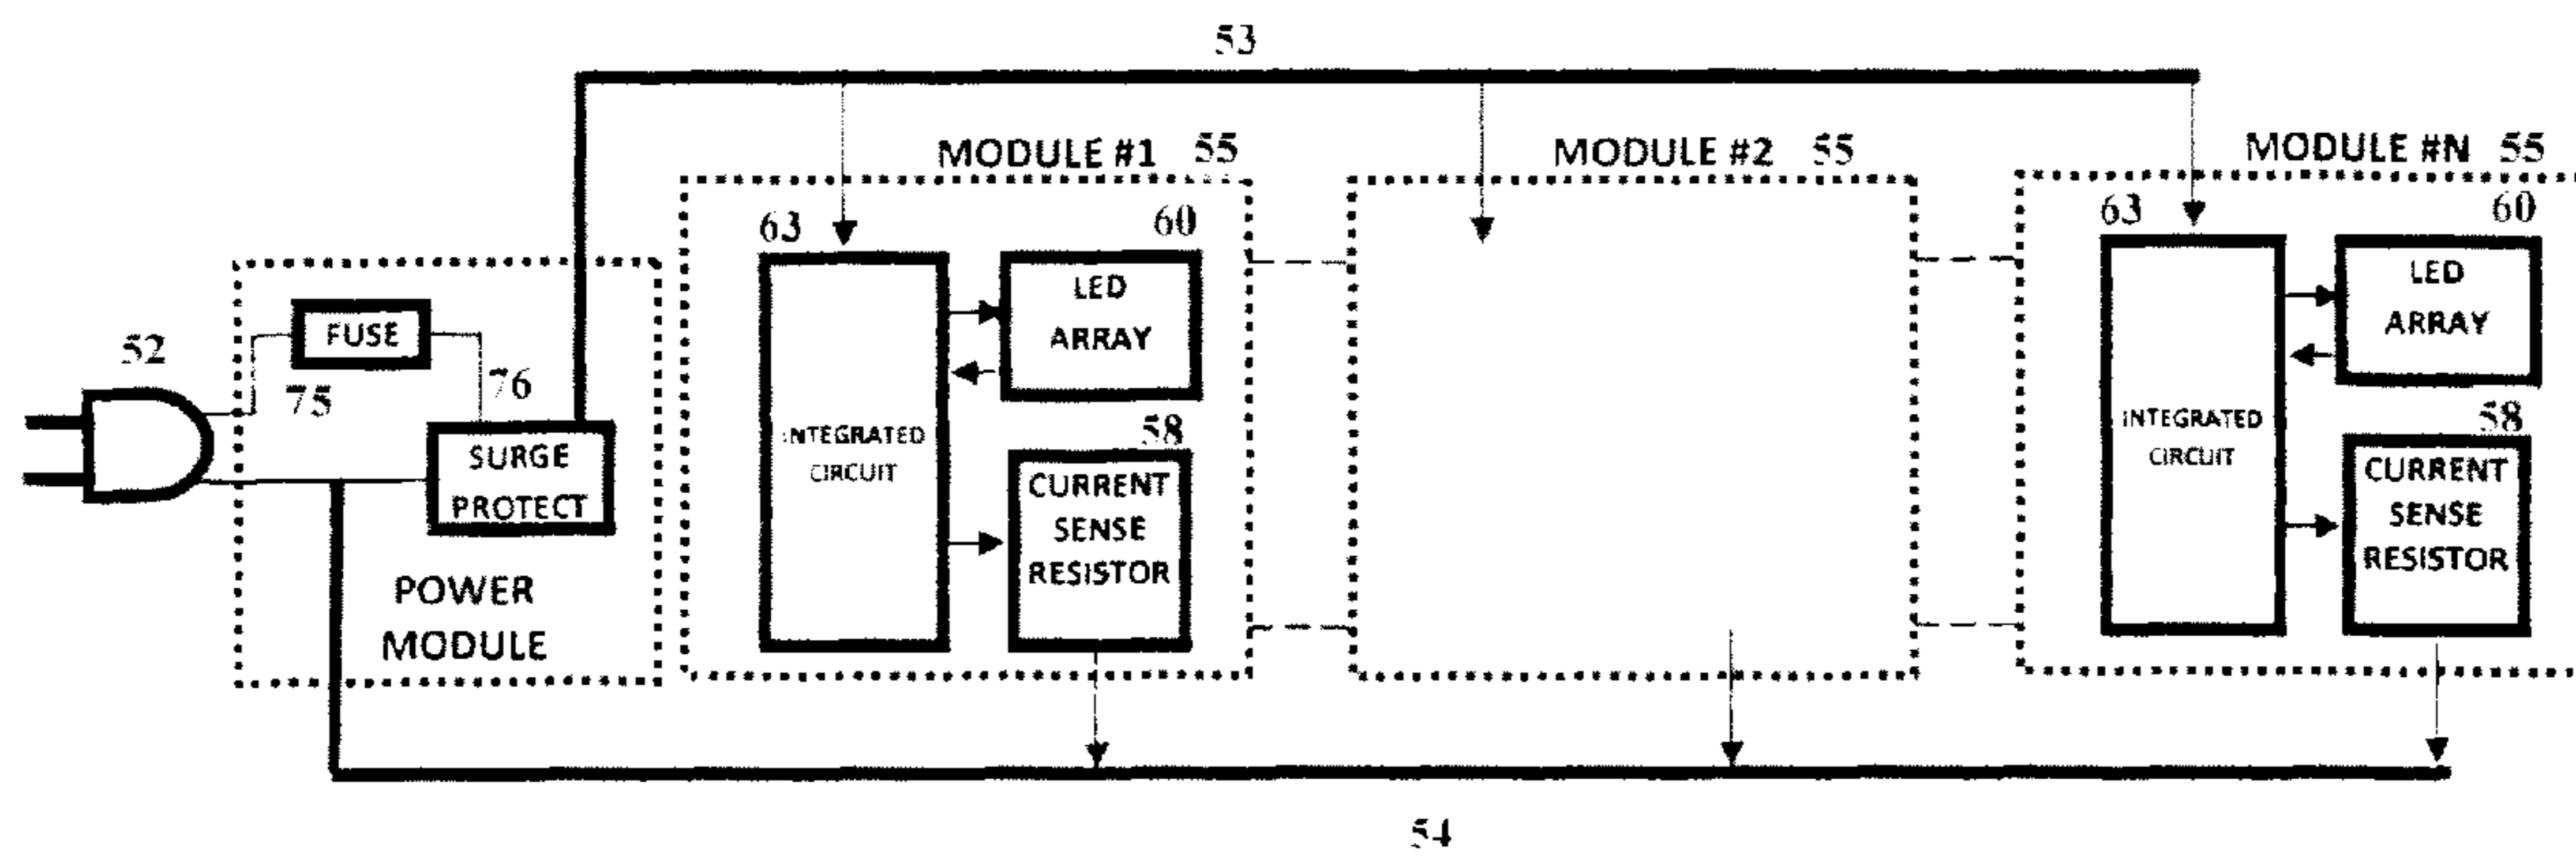 53
MODULE #1 55
MODULE #2 55
MODULE #N 55
63
60
63
60
LED
ARRAY
LED
ARRAY
52
FUSE
75
76
SURGE
PROTECT
INTEGRATED
CIRCUIT
58
CURRENT
SENSE
RESISTOR
INTEGRATED
CIRCUIT
58
CURRENT
SENSE
RESISTOR
POWER
MODULE
54